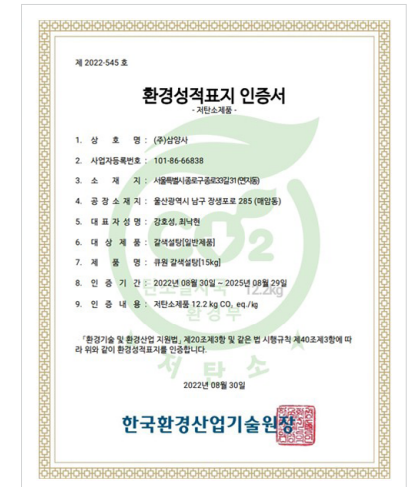 제 2022-545 호
환경성적표지 인증서
- 저탄소제품 -
1. 상 호 명 : (주)삼양사
2. 사업자등록번호 : 101-86-66838
3. 소 재 지 : 서울특별시 종로구 종로33길 31 (연지동)
4. 공 장 소 재 지 : 울산광역시 남구 장생포로 285 (매암동)
5. 대 표 자 성 명 : 강호성, 최낙현
6. 대 상 제 품 : 갈색설탕[일반제품]
7. 제 품 명 : 큐원 갈색설탕[15kg]
8. 인 증 기 간 : 2022년 08월 30일 ~ 2025년 08월 29일
12.2kg
9. 인 증 내 용 : 저탄소제품 12.2 kg CO₂ eq./kg
환경부
「환경기술 및 환경산업 지원법」 제20조제3항 및 같은 법 시행규칙 제40조제3항에 따
라 위와 같이 환경성적표지를 인증합니다.
저탄소
2022년 08월 30일
한국환경산업기술원장